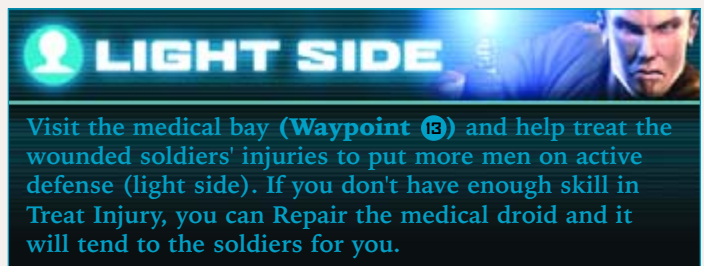 LIGHT SIDE
Visit the medical bay (Waypoint 13) and help treat the
wounded soldiers' injuries to put more men on active
defense (light side). If you don't have enough skill in
Treat Injury, you can Repair the medical droid and it
will tend to the soldiers for you.